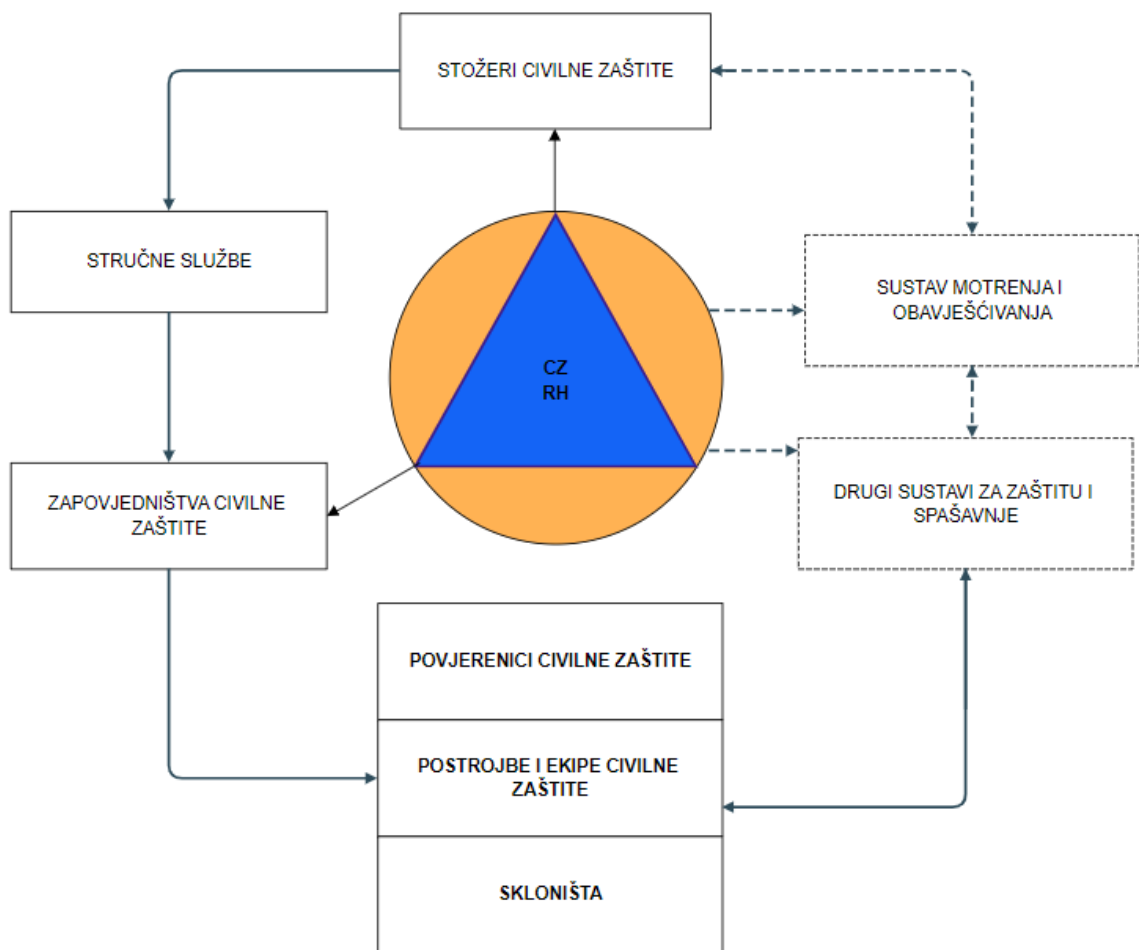 STOŽERI CIVILNE ZAŠTITE
STRUČNE SLUŽBE
SUSTAV MOTRENJA I
OBAVJEŠĆIVANJA
CZ
RH
ZAPOVJEDNIŠTVA CIVILNE
ZAŠTITE
DRUGI SUSTAVI ZA ZAŠTITU I
SPAŠAVNJE
POVJERENICI CIVILNE ZAŠTITE
POSTROJBE I EKIPE CIVILNE
ZAŠTITE
SKLONIŠTA